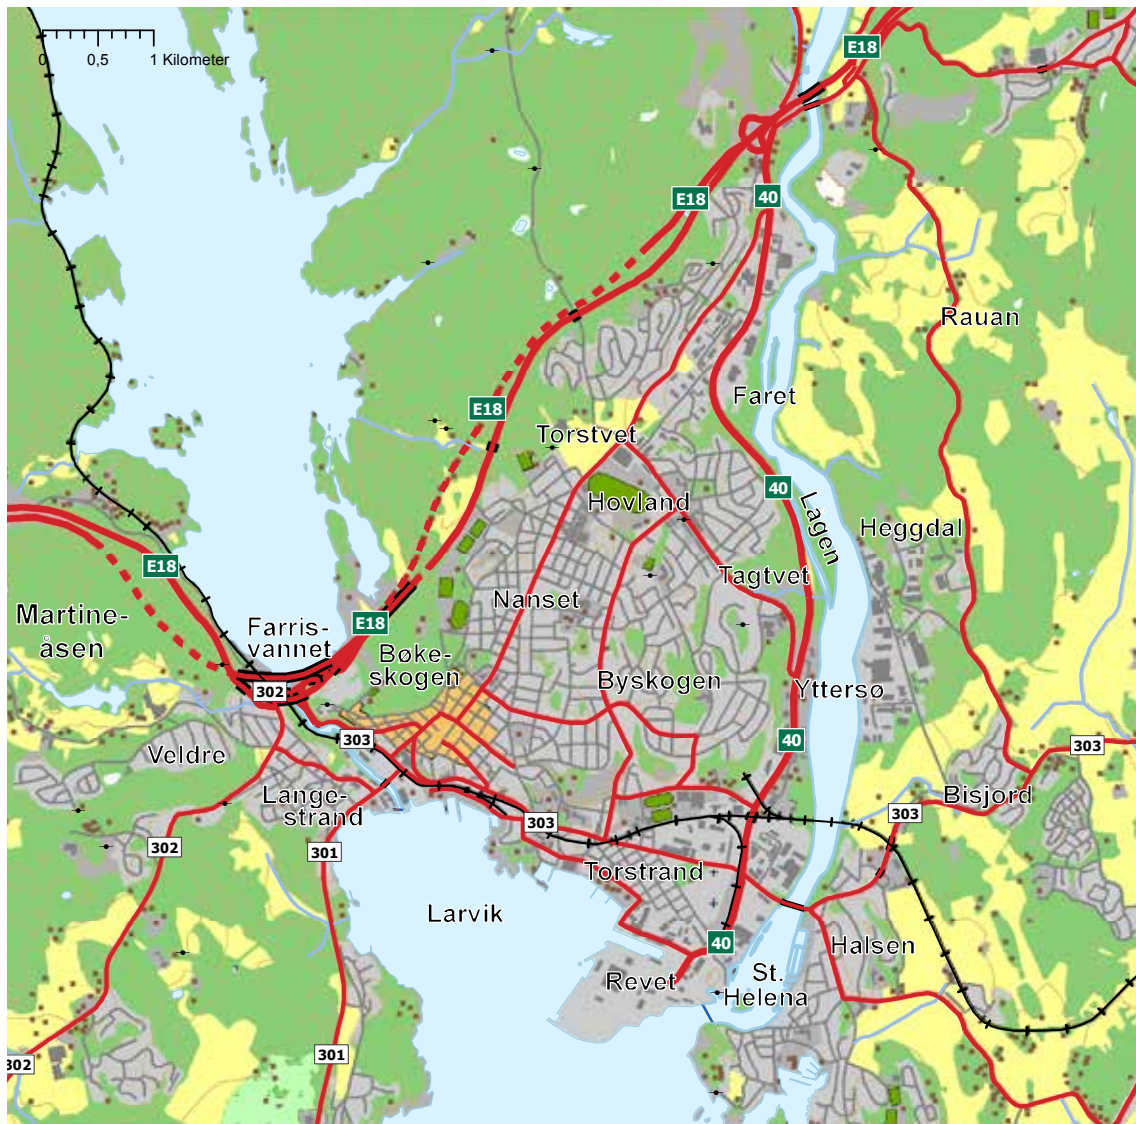 E18
0 0,5 1 Kilometer
E18
40
Rauan
Faret
E18
Torstvet
40
Hovland
Lagen
Heggdal
E18
Tagtvet
Nanset
Martine-
åsen
E18
Farris-
vannet
Bøke-
skogen
302
Byskogen
Yttersø
303
40
303
Veldre
Lange-
strand
Bisjord
303
303
302
301
Torstrand
Larvik
40
Halsen
Revet
St.
Helena
301
302